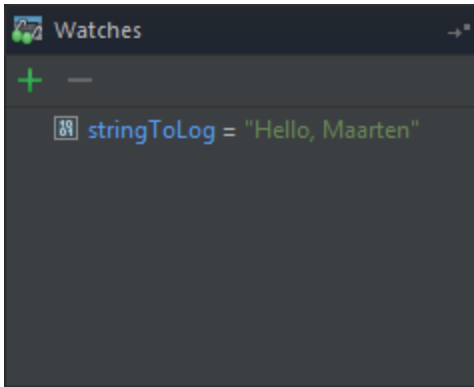 Watches
stringToLog = "Hello, Maarten"